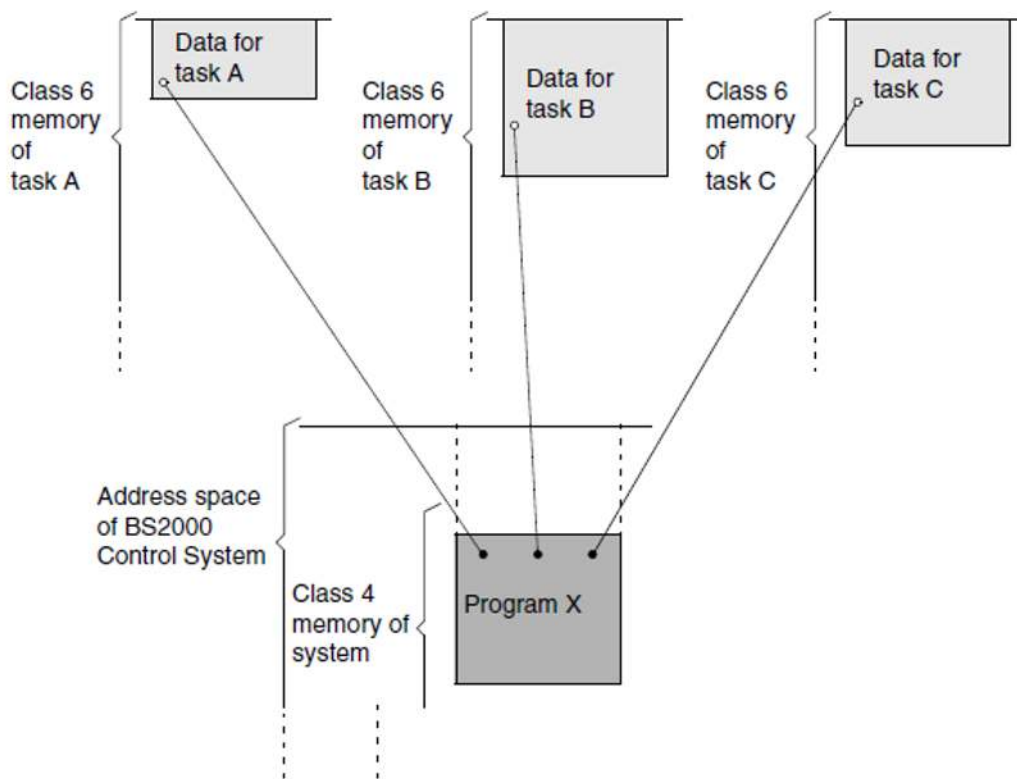 Data for
task A
Class 6
memory
of
task A
Data for
task B
Class 6
memory
of
task B
Data for
task C
Class 6
memory
of
task C
Address space
of BS2000
Control System
Class 4
memory of
system
Program X